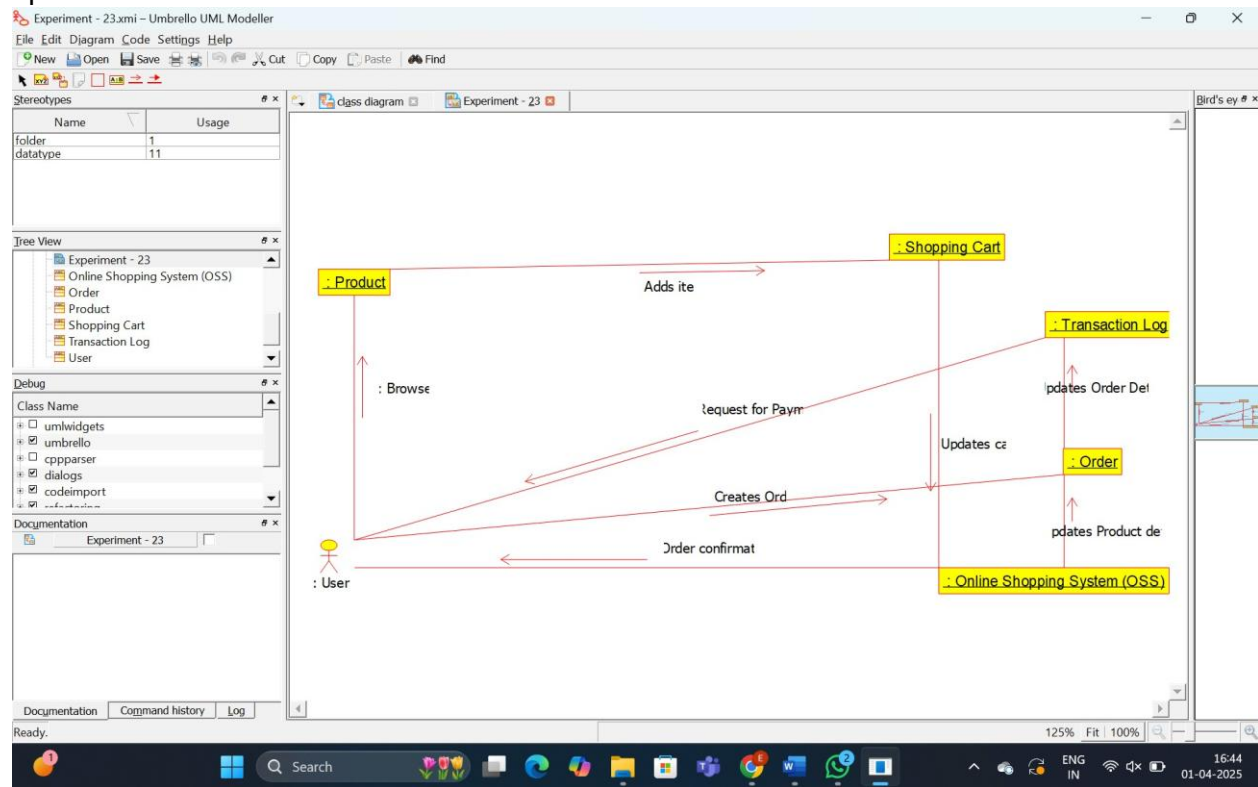 Experiment - 23.xmi – Umbrello UML Modeller
File Edit Diagram Code Settings Help
New Open Save Cut Copy Paste Find
Stereotypes
Name Usage
folder 1
datatype 11
Tree View
Experiment - 23
Online Shopping System (OSS)
Order
Product
Shopping Cart
Transaction Log
User
Debug
Class Name
umlwidgets
umbrello
cppparser
dialogs
codeimport
Documentation
Experiment - 23
Documentation Command history Log
Ready.
class diagram Experiment - 23
Bird's ey
: Shopping Cart
: Product
Adds ite
: Transaction Log
: Browse
pdates Order Det
Request for Paym
Updates ca
: Order
Creates Ord
pdates Product de
Order confirmat
: User
: Online Shopping System (OSS)
125% Fit 100%
1
Search
2
ENG
IN
16:44
01-04-2025